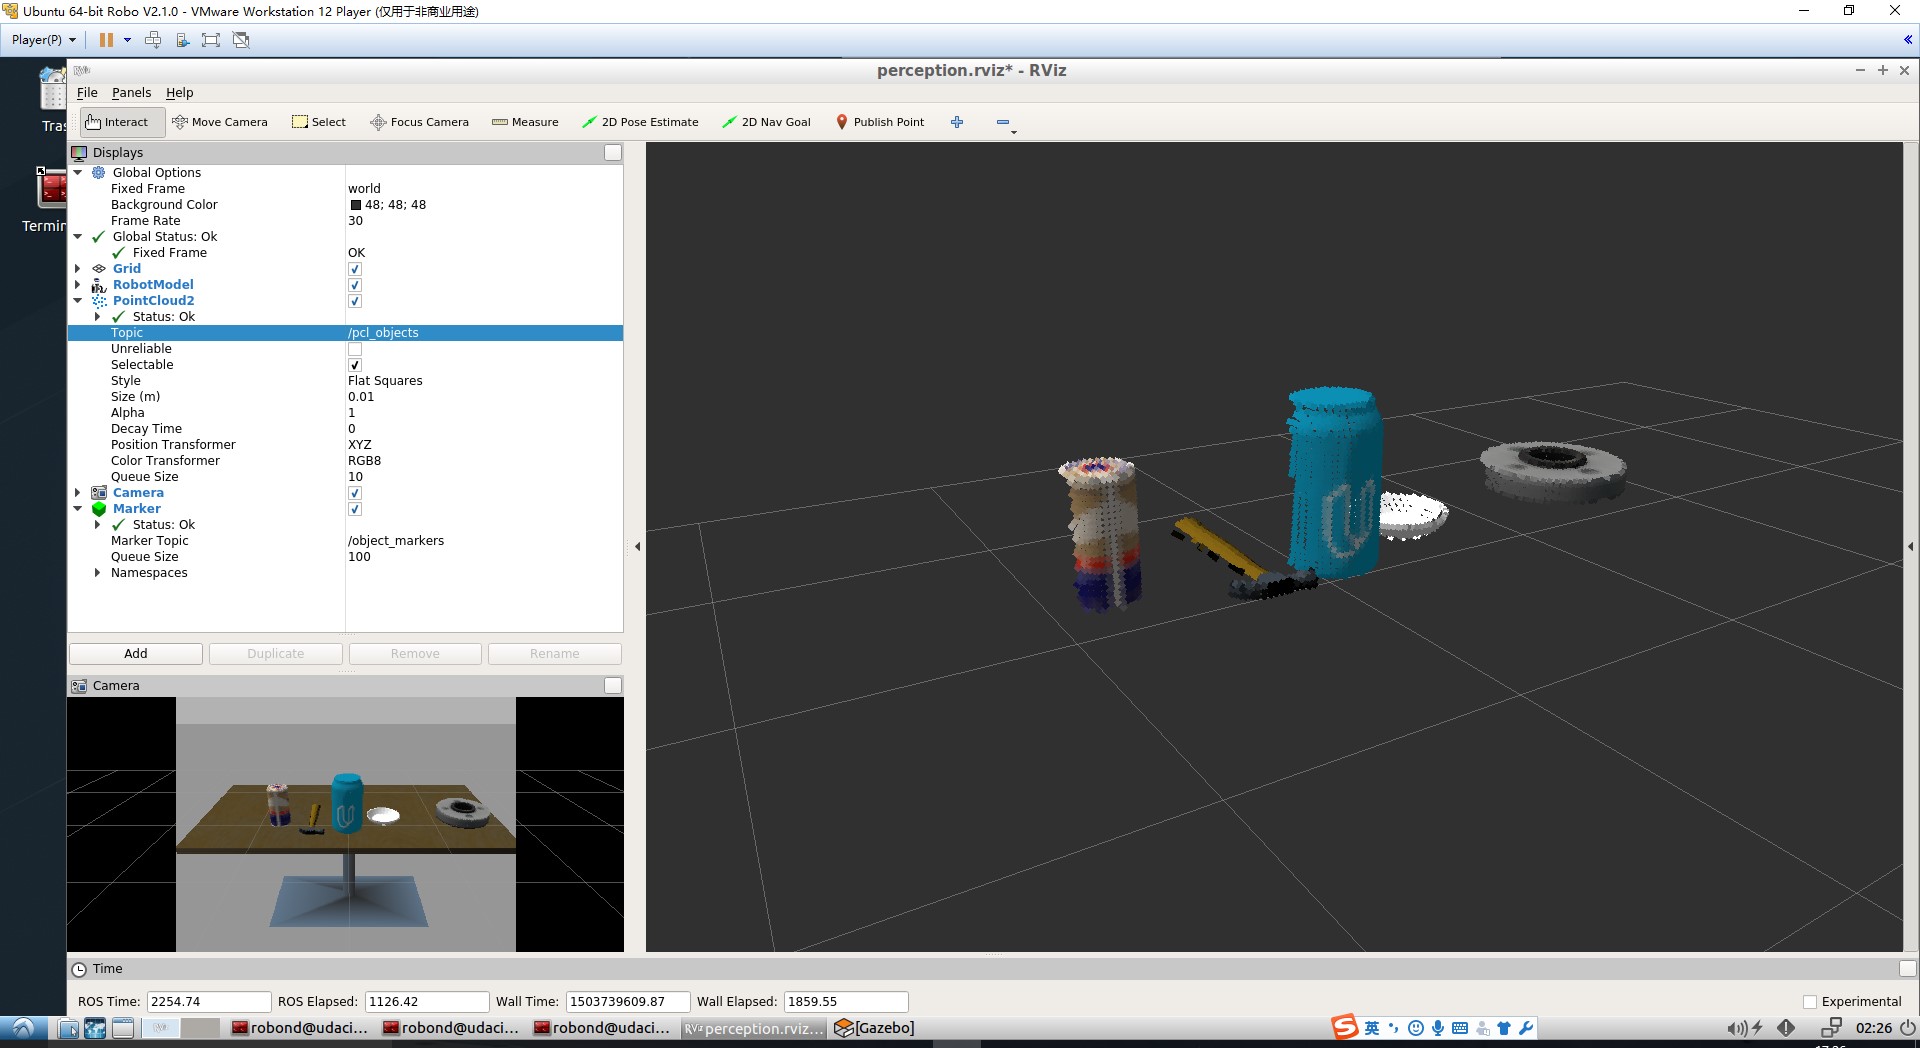 Ubuntu 64-bit Robo V2.1.0 - VMware Workstation 12 Player (仅用于非商业用途)
Player(P)
perception.rviz* - RViz
File Panels Help
Interact Move Camera Select Focus Camera Measure 2D Pose Estimate 2D Nav Goal Publish Point
Displays
Global Options
Fixed Frame world
Background Color 48; 48; 48
Frame Rate 30
Global Status: Ok
Fixed Frame OK
Grid
RobotModel
PointCloud2
Status: Ok
Topic /pcl_objects
Unreliable
Selectable
Style Flat Squares
Size (m) 0.01
Alpha 1
Decay Time 0
Position Transformer XYZ
Color Transformer RGB8
Queue Size 10
Camera
Marker
Status: Ok
Marker Topic /object_markers
Queue Size 100
Namespaces
Add Duplicate Remove Rename
Camera
Time
ROS Time: 2254.74 ROS Elapsed: 1126.42 Wall Time: 1503739609.87 Wall Elapsed: 1859.55 Experimental
robond@udaci... robond@udaci... robond@udaci... perception.rviz... [Gazebo] 英 02:26